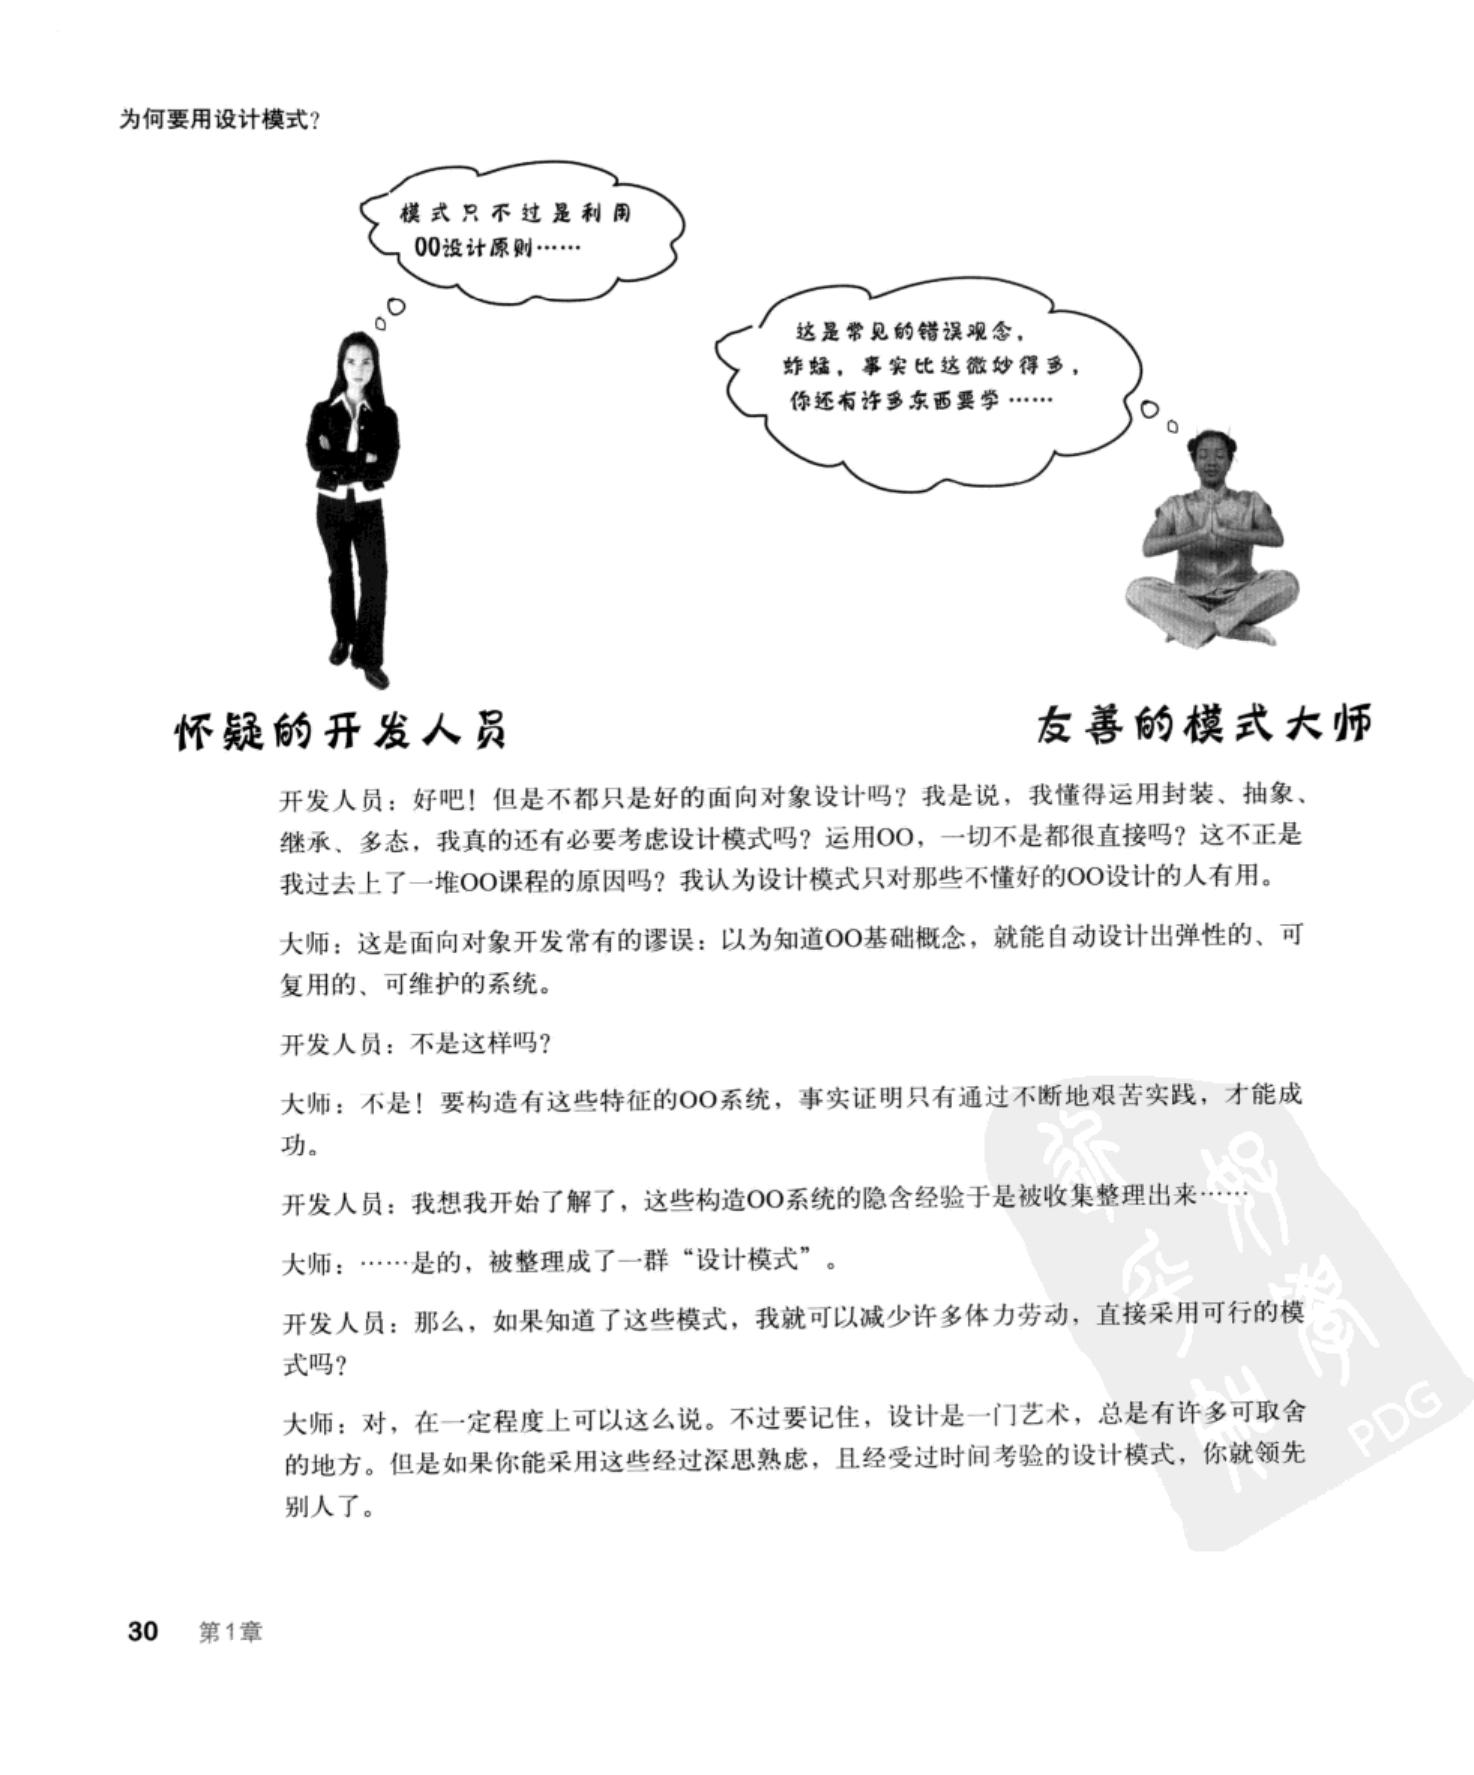 为何要用设计模式?
模式只不过是利用
OO设计原则……
这是常见的错误观念，
蚱蜢，事实比这微妙得多，
你还有许多东西要学……
怀疑的开发人员
友善的模式大师
开发人员：好吧！但是不都只是好的面向对象设计吗？我是说，我懂得运用封装、抽象、
继承、多态，我真的还有必要考虑设计模式吗？运用OO，一切不是都很直接吗？这不正是
我过去上了一堆OO课程的原因吗？我认为设计模式只对那些不懂好的OO设计的人有用。
大师：这是面向对象开发常有的谬误：以为知道OO基础概念，就能自动设计出弹性的、可
复用的、可维护的系统。
开发人员：不是这样吗？
大师：不是！要构造有这些特征的OO系统，事实证明只有通过不断地艰苦实践，才能成
功。
开发人员：我想我开始了解了，这些构造OO系统的隐含经验于是被收集整理出来……
大师：……是的，被整理成了一群“设计模式”。
开发人员：那么，如果知道了这些模式，我就可以减少许多体力劳动，直接采用可行的模
式吗？
大师：对，在一定程度上可以这么说。不过要记住，设计是一门艺术，总是有许多可取舍
的地方。但是如果你能采用这些经过深思熟虑，且经受过时间考验的设计模式，你就领先
别人了。
PDG
30 第1章